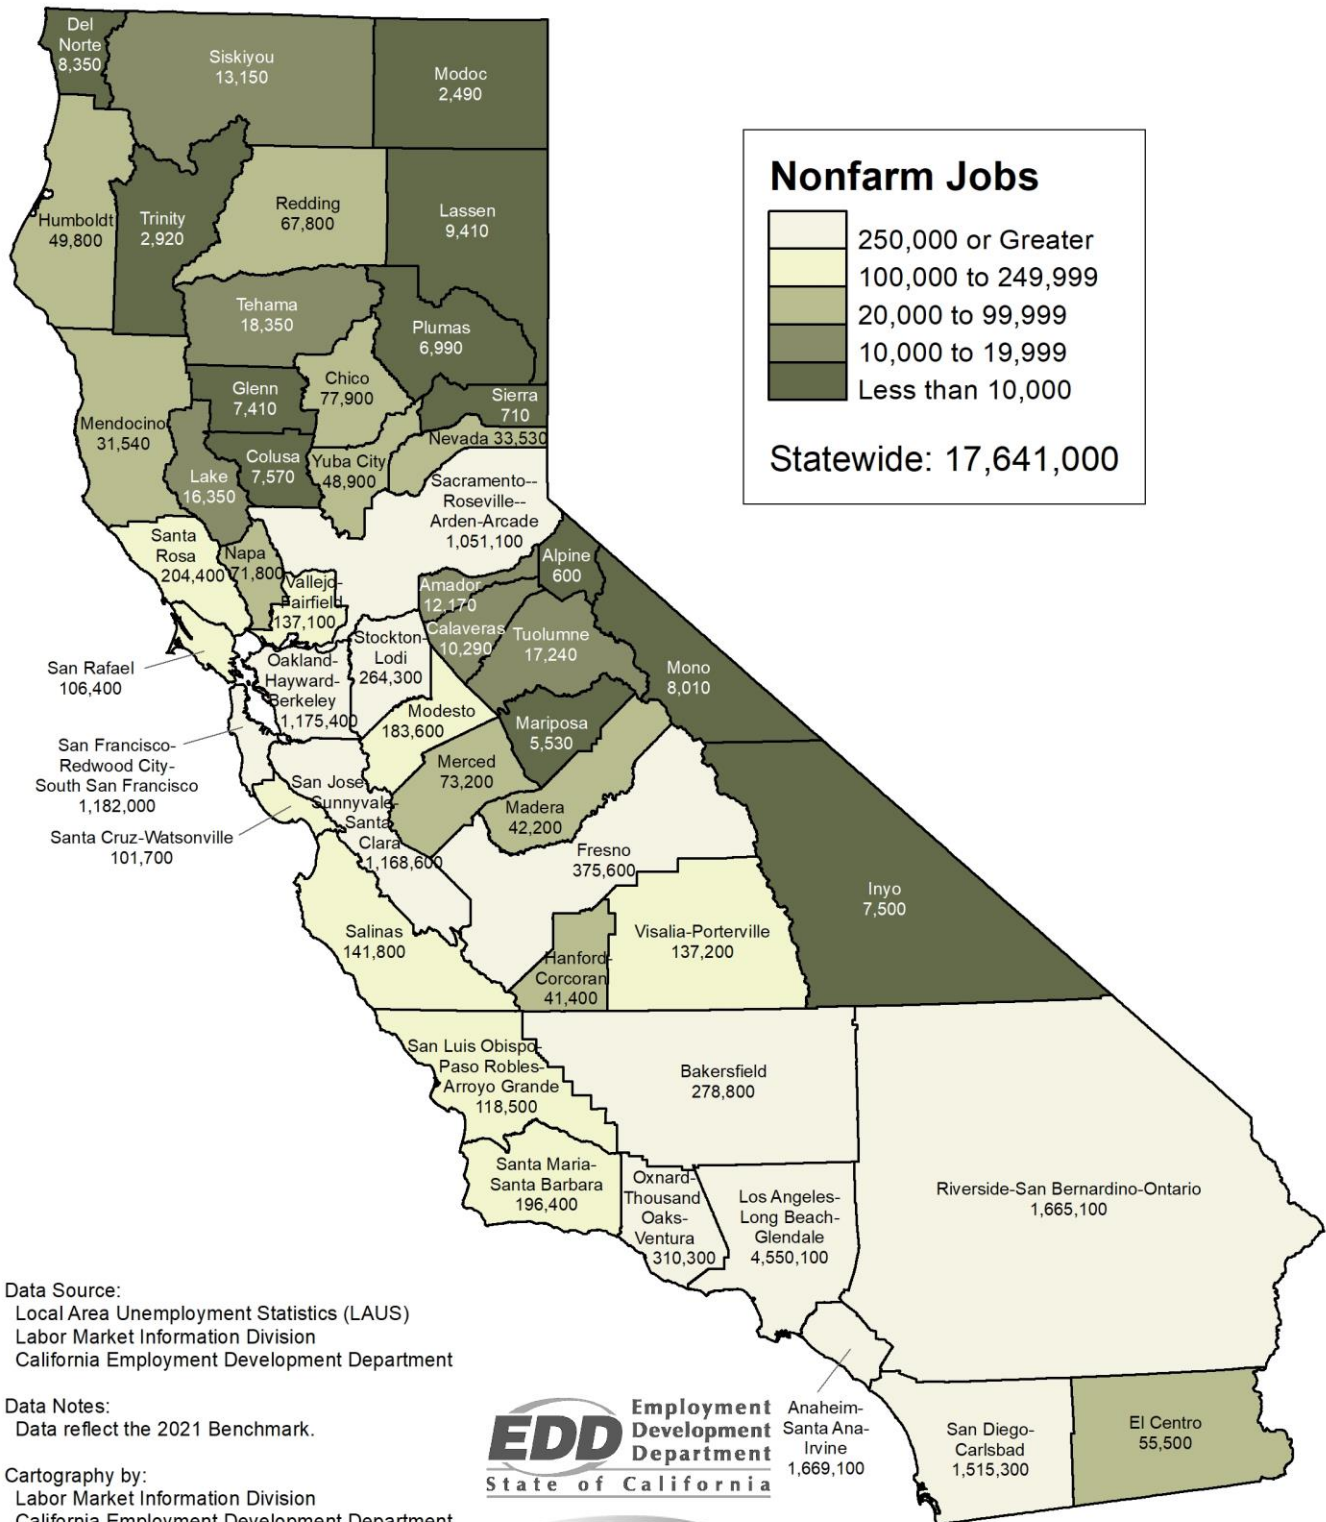 Del
Norte
8,350
Siskiyou
13,150
Modoc
2,490
Nonfarm Jobs
250,000 or Greater
100,000 to 249,999
20,000 to 99,999
10,000 to 19,999
Less than 10,000
Statewide: 17,641,000
Humboldt
49,800
Trinity
2,920
Redding
67,800
Lassen
9,410
Tehama
18,350
Plumas
6,990
Mendocino
31,540
Glenn
7,410
Chico
77,900
Sierra
710
Nevada 33,530
Lake
16,350
Colusa
7,570
Yuba City
48,900
Sacramento--
Roseville--
Arden-Arcade
1,051,100
Santa
Rosa
204,400
Napa
71,800
Vallejo-
Fairfield
137,100
Amador
12,170
Alpine
600
Calaveras
10,290
Tuolumne
17,240
Mono
8,010
San Rafael
106,400
Oakland-
Hayward-
Berkeley
1,175,400
Stockton-
Lodi
264,300
Modesto
183,600
Mariposa
5,530
San Francisco-
Redwood City-
South San Francisco
1,182,000
San Jose-
Sunnyvale-
Santa
Clara
1,168,600
Merced
73,200
Madera
42,200
Santa Cruz-Watsonville
101,700
Fresno
375,600
Inyo
7,500
Salinas
141,800
Hanford-
Corcoran
41,400
Visalia-Porterville
137,200
San Luis Obispo-
Paso Robles-
Arroyo Grande
118,500
Bakersfield
278,800
Santa Maria-
Santa Barbara
196,400
Oxnard-
Thousand
Oaks-
Ventura
310,300
Los Angeles-
Long Beach-
Glendale
4,550,100
Riverside-San Bernardino-Ontario
1,665,100
Anaheim-
Santa Ana-
Irvine
1,669,100
San Diego-
Carlsbad
1,515,300
El Centro
55,500
Data Source:
Local Area Unemployment Statistics (LAUS)
Labor Market Information Division
California Employment Development Department
Data Notes:
Data reflect the 2021 Benchmark.
Cartography by:
Labor Market Information Division
California Employment Development Department
EDD
Employment
Development
Department
State of California